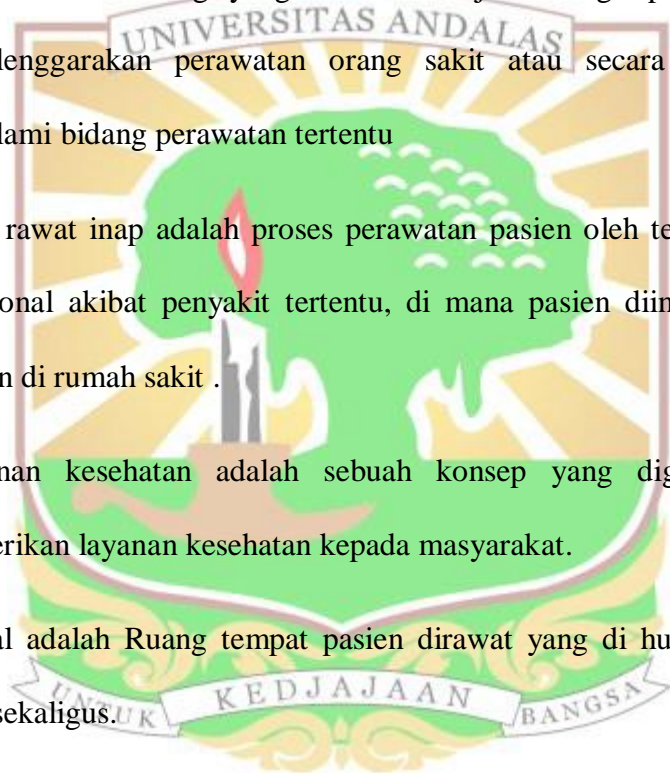 UNIVERSITAS ANDALAS
lenggarakan perawatan orang sakit atau secara
lami bidang perawatan tertentu
rawat inap adalah proses perawatan pasien oleh te
onal akibat penyakit tertentu, di mana pasien diin
n di rumah sakit .
nan kesehatan adalah sebuah konsep yang dig
erikan layanan kesehatan kepada masyarakat.
al adalah Ruang tempat pasien dirawat yang di hu
sekaligus.
UNTUK KEDJAJAAN BANGSA